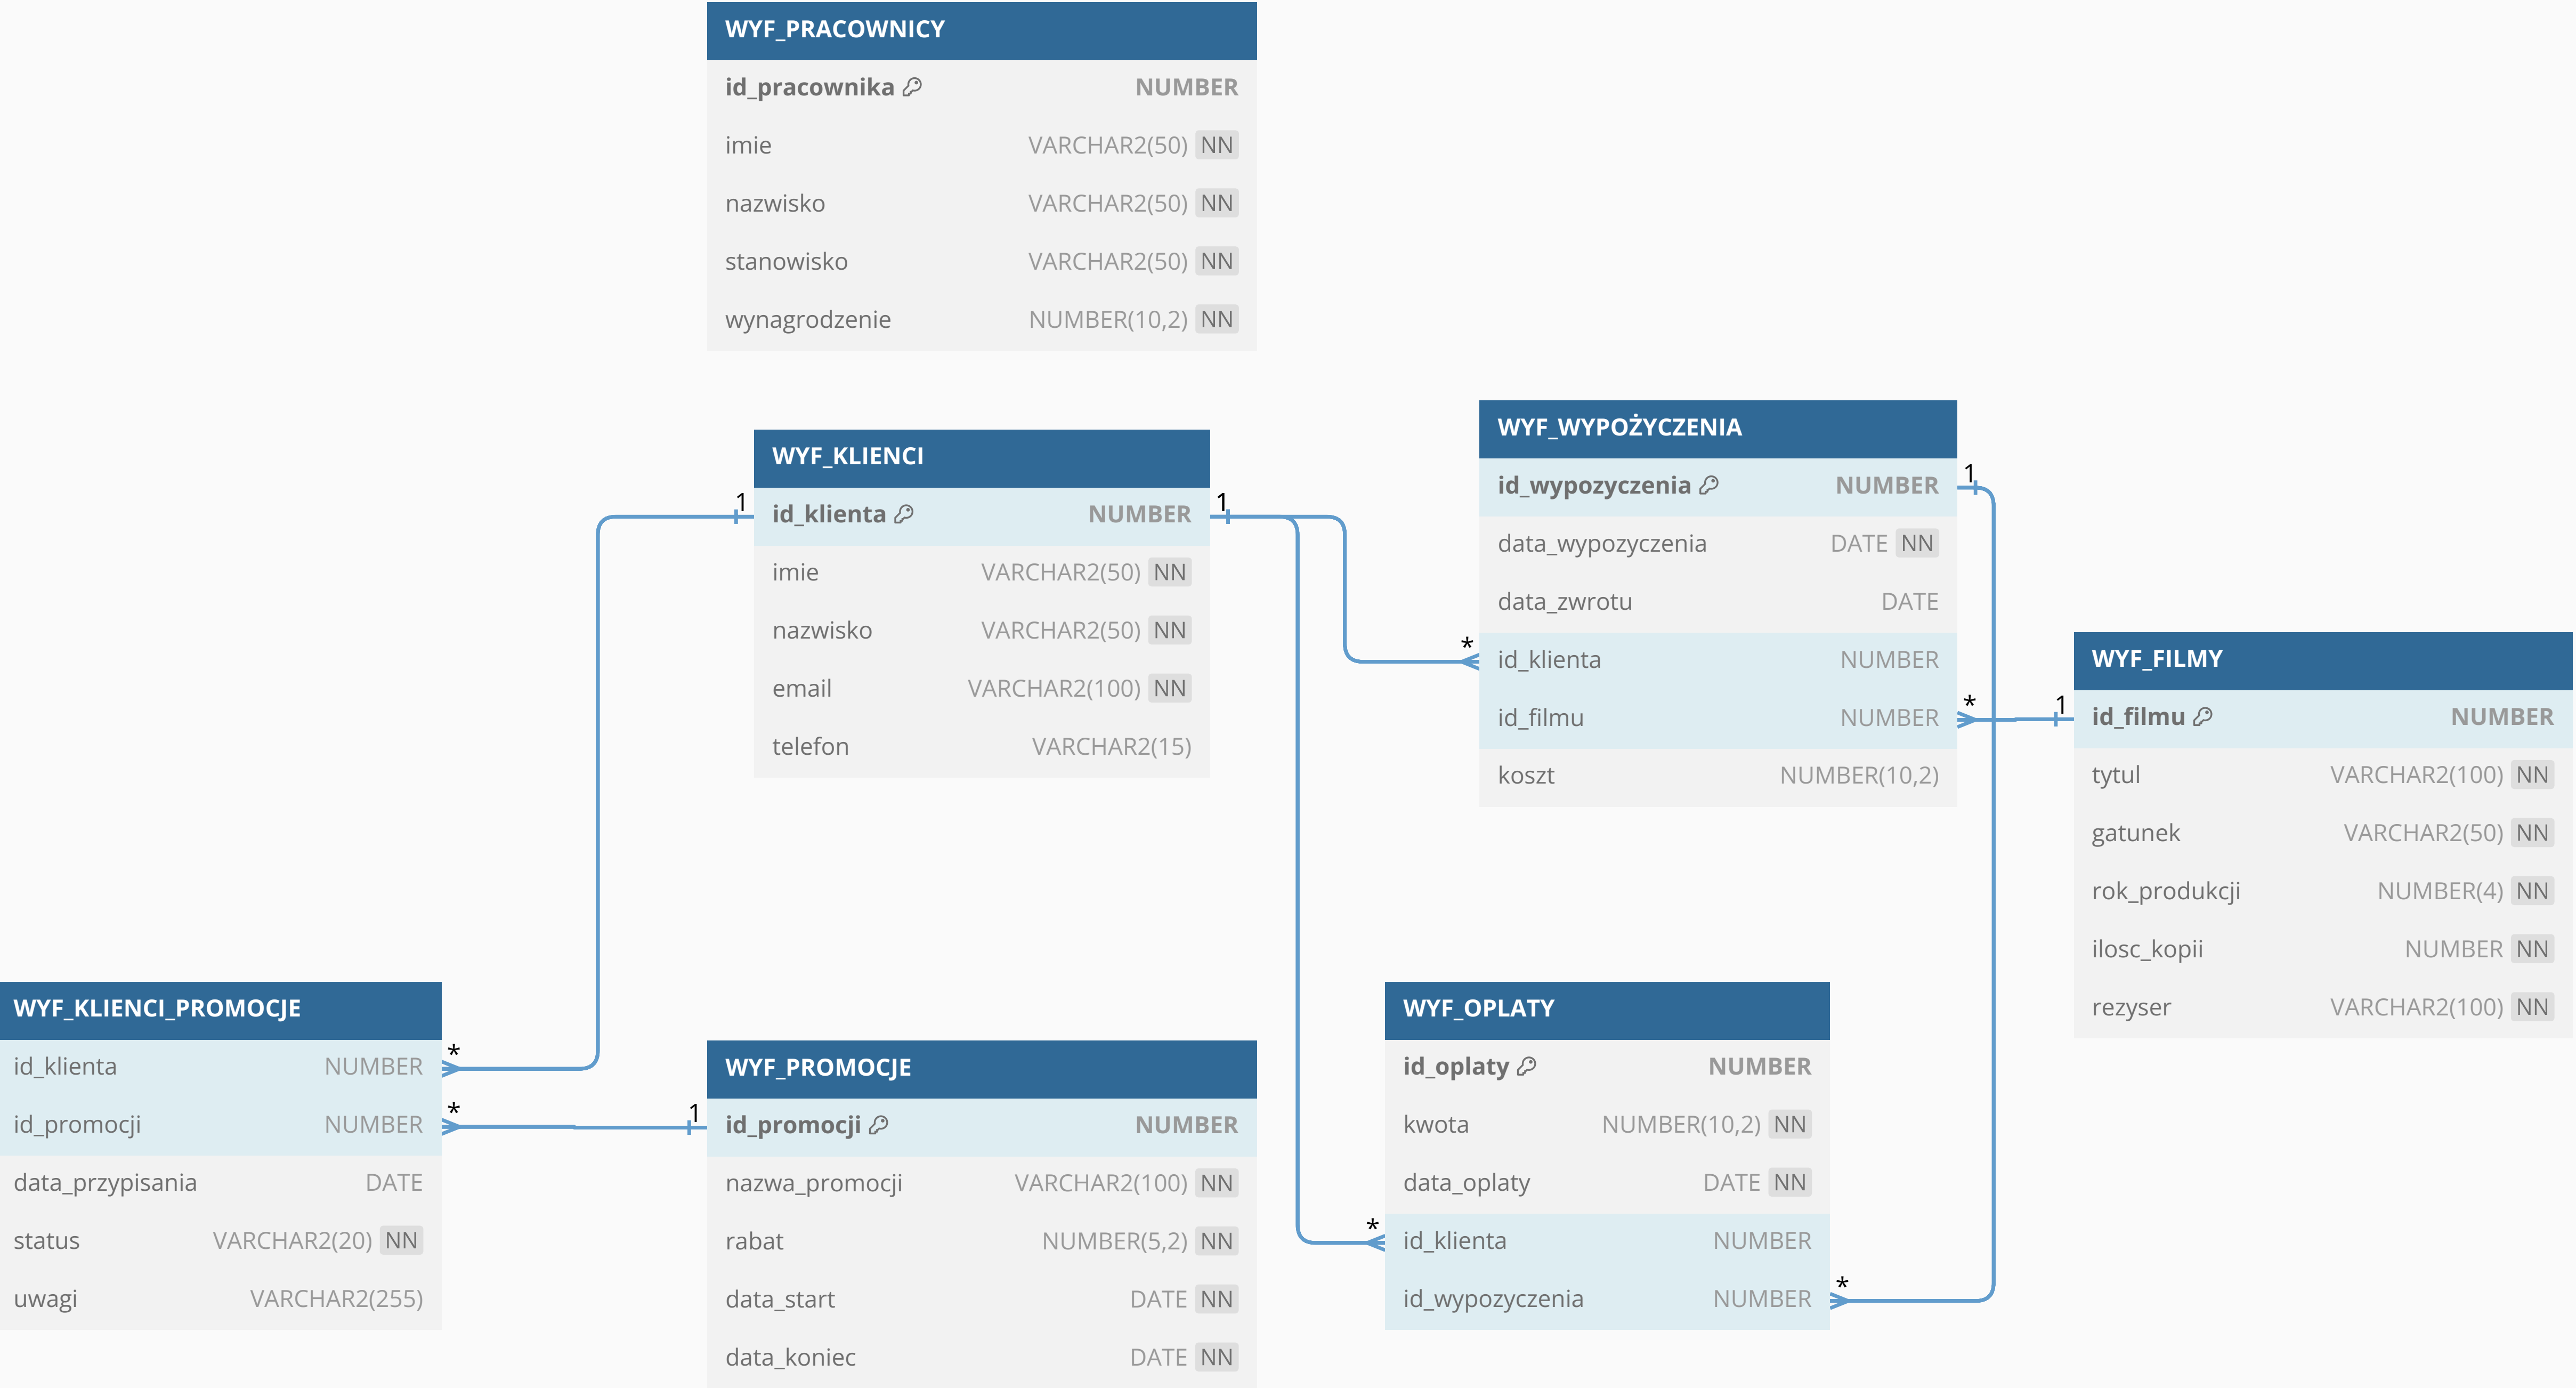 WYF_PRACOWNICY
id_pracownika NUMBER
imie VARCHAR2(50) NN
nazwisko VARCHAR2(50) NN
stanowisko VARCHAR2(50) NN
wynagrodzenie NUMBER(10,2) NN
WYF_KLIENCI
1 id_klienta NUMBER 1
imie VARCHAR2(50) NN
nazwisko VARCHAR2(50) NN
email VARCHAR2(100) NN
telefon VARCHAR2(15)
WYF_WYPOŻYCZENIA
id_wypozyczenia NUMBER 1
data_wypozyczenia DATE NN
data_zwrotu DATE
* id_klienta NUMBER
id_filmu NUMBER *
koszt NUMBER(10,2)
WYF_FILMY
1 id_filmu NUMBER
tytul VARCHAR2(100) NN
gatunek VARCHAR2(50) NN
rok_produkcji NUMBER(4) NN
ilosc_kopii NUMBER NN
rezyser VARCHAR2(100) NN
WYF_KLIENCI_PROMOCJE
id_klienta NUMBER *
id_promocji NUMBER *
data_przypisania DATE
status VARCHAR2(20) NN
uwagi VARCHAR2(255)
WYF_PROMOCJE
1 id_promocji NUMBER
nazwa_promocji VARCHAR2(100) NN
rabat NUMBER(5,2) NN
data_start DATE NN
data_koniec DATE NN
WYF_OPLATY
id_oplaty NUMBER
kwota NUMBER(10,2) NN
data_oplaty DATE NN
* id_klienta NUMBER
id_wypozyczenia NUMBER *